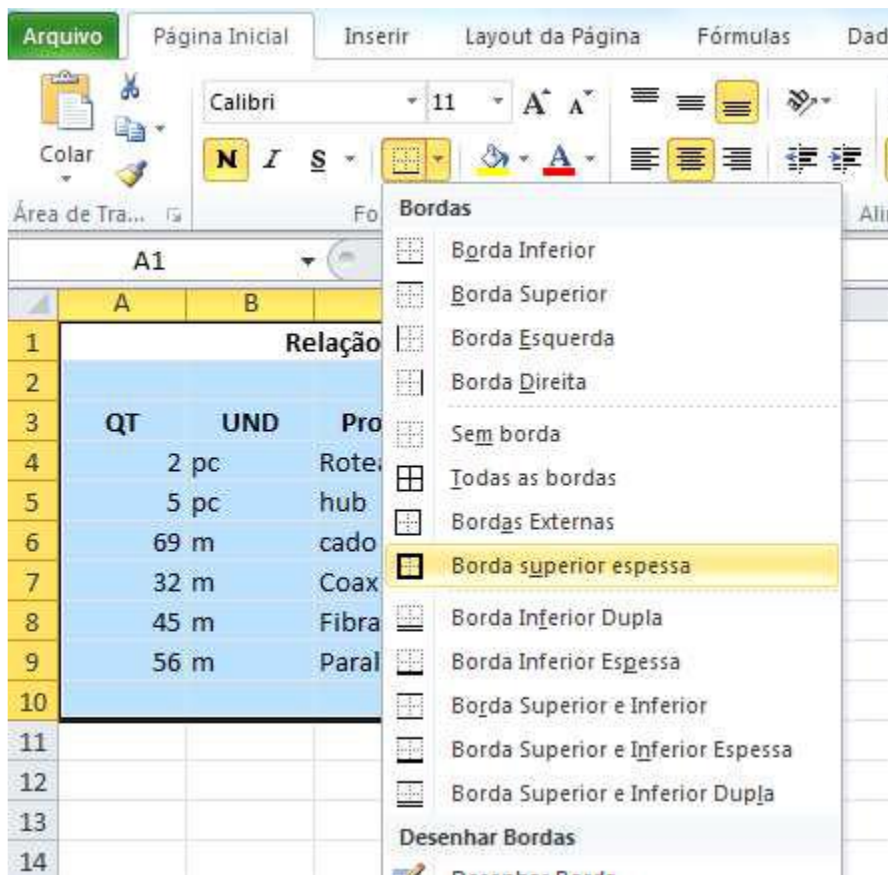 Arquivo Página Inicial Inserir Layout da Página Fórmulas Dad
Calibri 11 A A
Colar N I S A
Área de Tra... Fo Ali
A1
A B
1 Relação
2
3 QT UND Pro
4 2 pc Rote
5 5 pc hub
6 69 m cado
7 32 m Coax
8 45 m Fibra
9 56 m Paral
10
11
12
13
14
Bordas
Borda Inferior
Borda Superior
Borda Esquerda
Borda Direita
Sem borda
Todas as bordas
Bordas Externas
Borda superior espessa
Borda Inferior Dupla
Borda Inferior Espessa
Borda Superior e Inferior
Borda Superior e Inferior Espessa
Borda Superior e Inferior Dupla
Desenhar Bordas